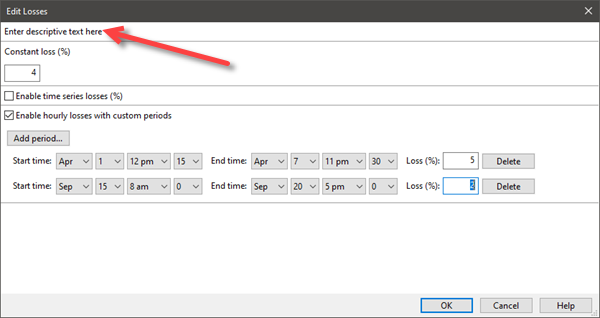 Edit Losses
Enter descriptive text here
Constant loss (%)
4
Enable time series losses (%)
Enable hourly losses with custom periods
Add period...
Start time: Apr 1 12 pm 15 End time: Apr 7 11 pm 30 Loss (%): 5 Delete
Start time: Sep 15 8 am 0 End time: Sep 20 5 pm 0 Loss (%): 2 Delete
OK Cancel Help